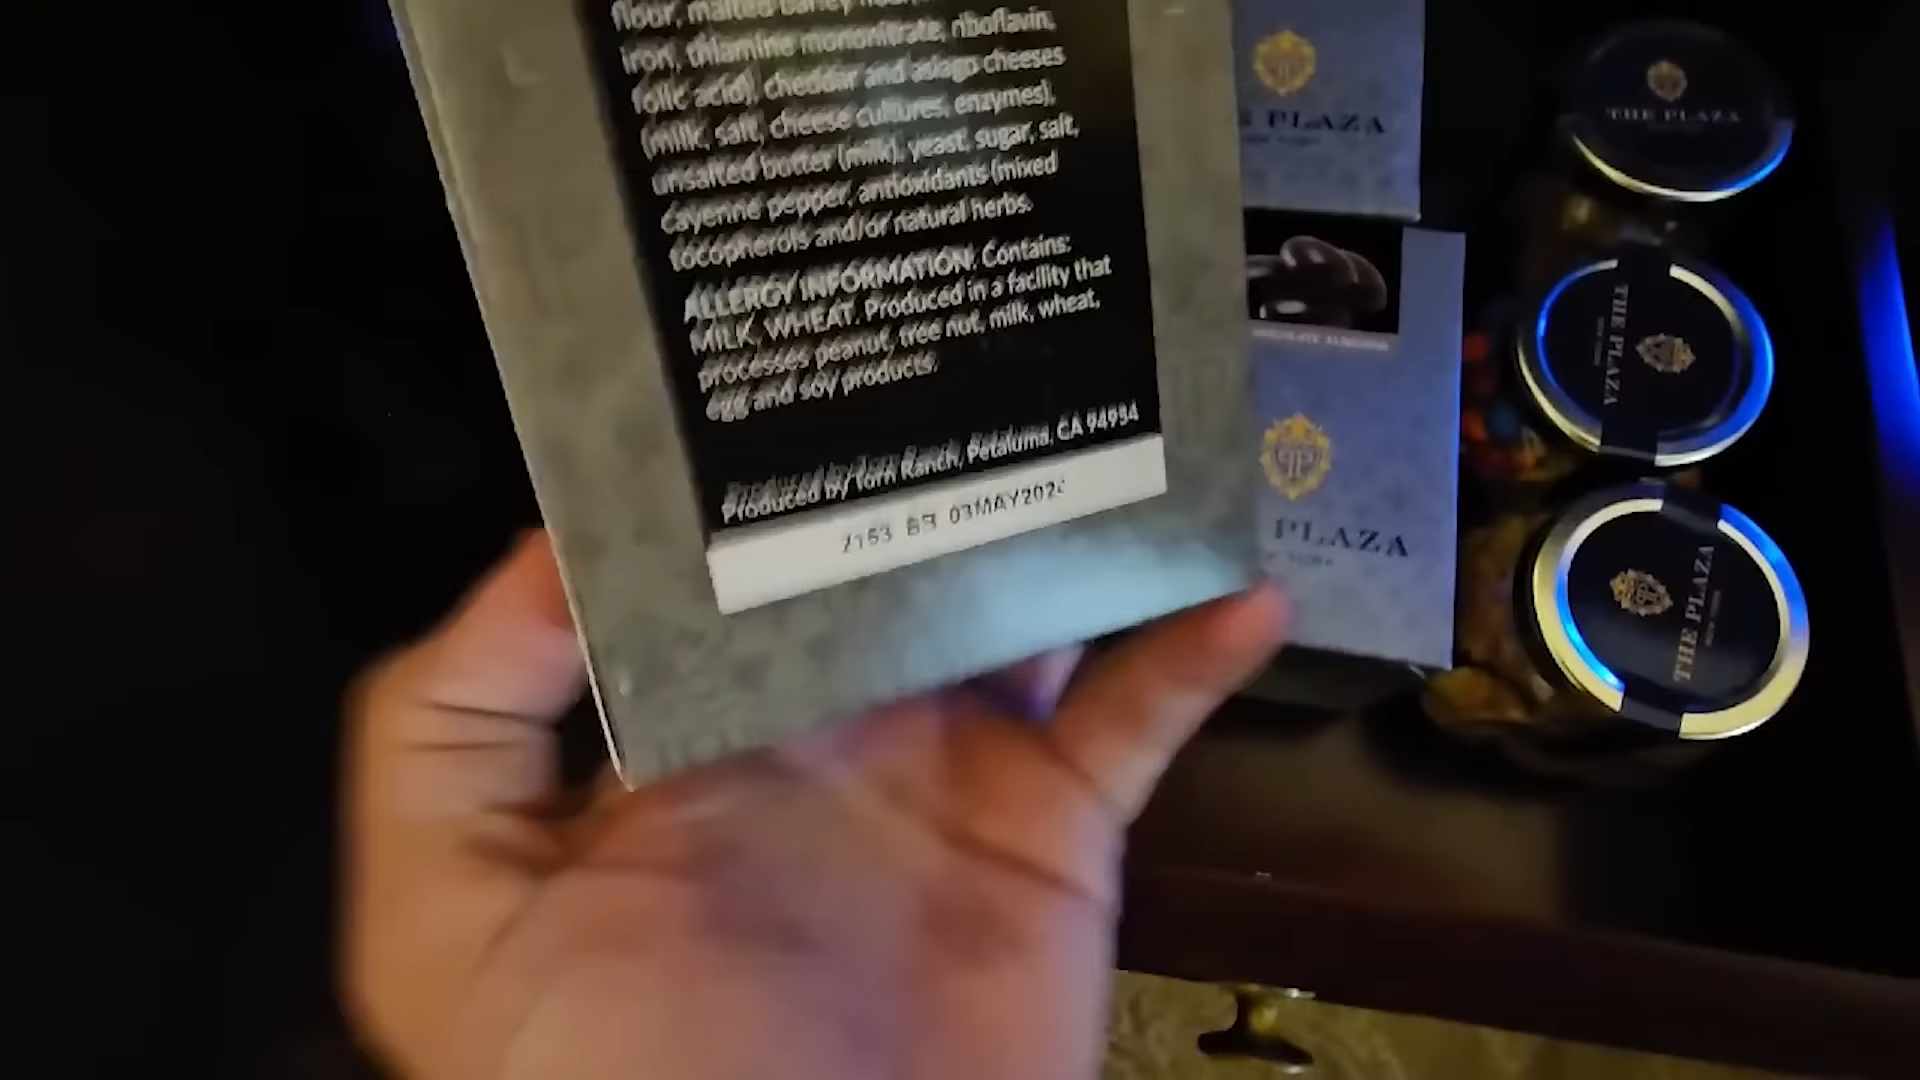 flour, malted barley
iron, thiamine mononitrate, riboflavin,
folic acid), cheddar and asiago cheeses
(milk, salt, cheese cultures, enzymes),
unsalted butter (milk), yeast, sugar, salt,
cayenne pepper, antioxidants (mixed
tocopherols and/or natural herbs.
ALLERGY INFORMATION: Contains:
MILK, WHEAT. Produced in a facility that
processes peanut, tree nut, milk, wheat,
egg and soy products.
Produced by Torn Ranch, Petaluma, CA 94954
03MAY202
PLAZA
PLAZA
THE PLAZA
THE PLAZA
THE PLAZA